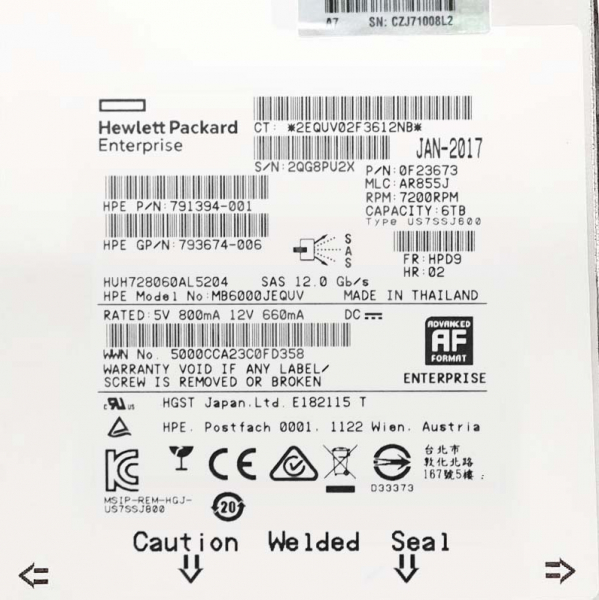 A7 SN: CZJ71008L2
Hewlett Packard
Enterprise
CT: *2EQUV02F3612NB*
S/N:2QG8PU2X
JAN-2017
P/N:0F23673
MLC:AR855J
RPM:7200RPM
CAPACITY:6TB
Type US7SSJ600
HPE P/N:791394-001
HPE GP/N:793674-006
S
A
S
FR:HPD9
HR:02
HUH728060AL5204 SAS 12.0 Gb/s
HPE Model No:MB6000JEQUV MADE IN THAILAND
RATED:5V 800mA 12V 660mA DC
WWN No. 5000CCA23C0FD358
WARRANTY VOID IF ANY LABEL/
SCREW IS REMOVED OR BROKEN
ADVANCED
AF
FORMAT
ENTERPRISE
c RU us HGST Japan.Ltd. E182115 T
HPE. Postfach 0001. 1122 Wien. Austria
CE
D33373
台北市
敦化北路
167號5樓
MSIP-REM-HGJ-
US7SSJ800
20
Caution Welded Seal